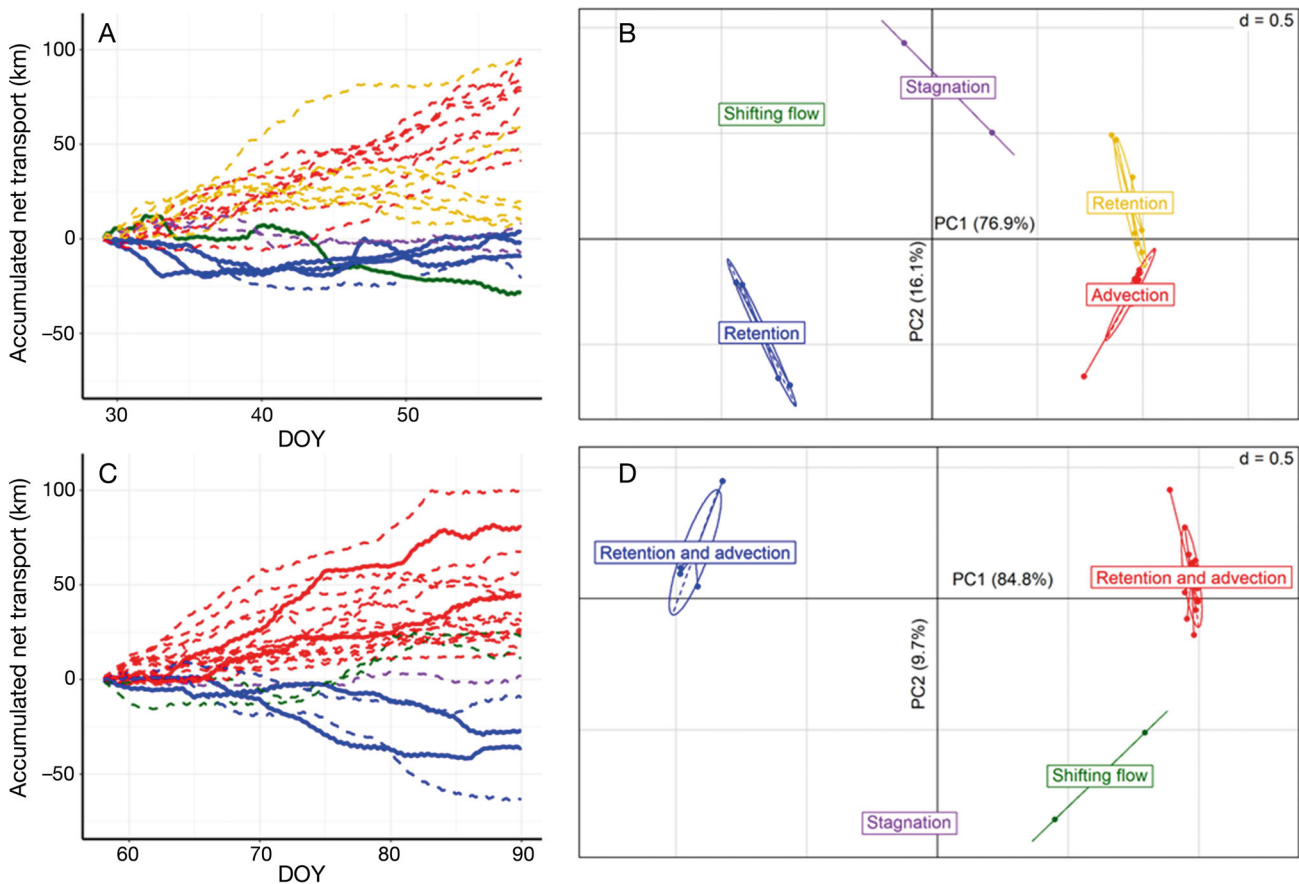 A
Accumulated net transport (km)
100
50
0
−50
30
40
50
DOY
B
d = 0.5
Stagnation
Shifting flow
Retention
PC1 (76.9%)
PC2 (16.1%)
Advection
Retention
C
Accumulated net transport (km)
100
50
0
−50
60
70
80
90
DOY
D
d = 0.5
Retention and advection
PC1 (84.8%)
Retention and advection
PC2 (9.7%)
Shifting flow
Stagnation